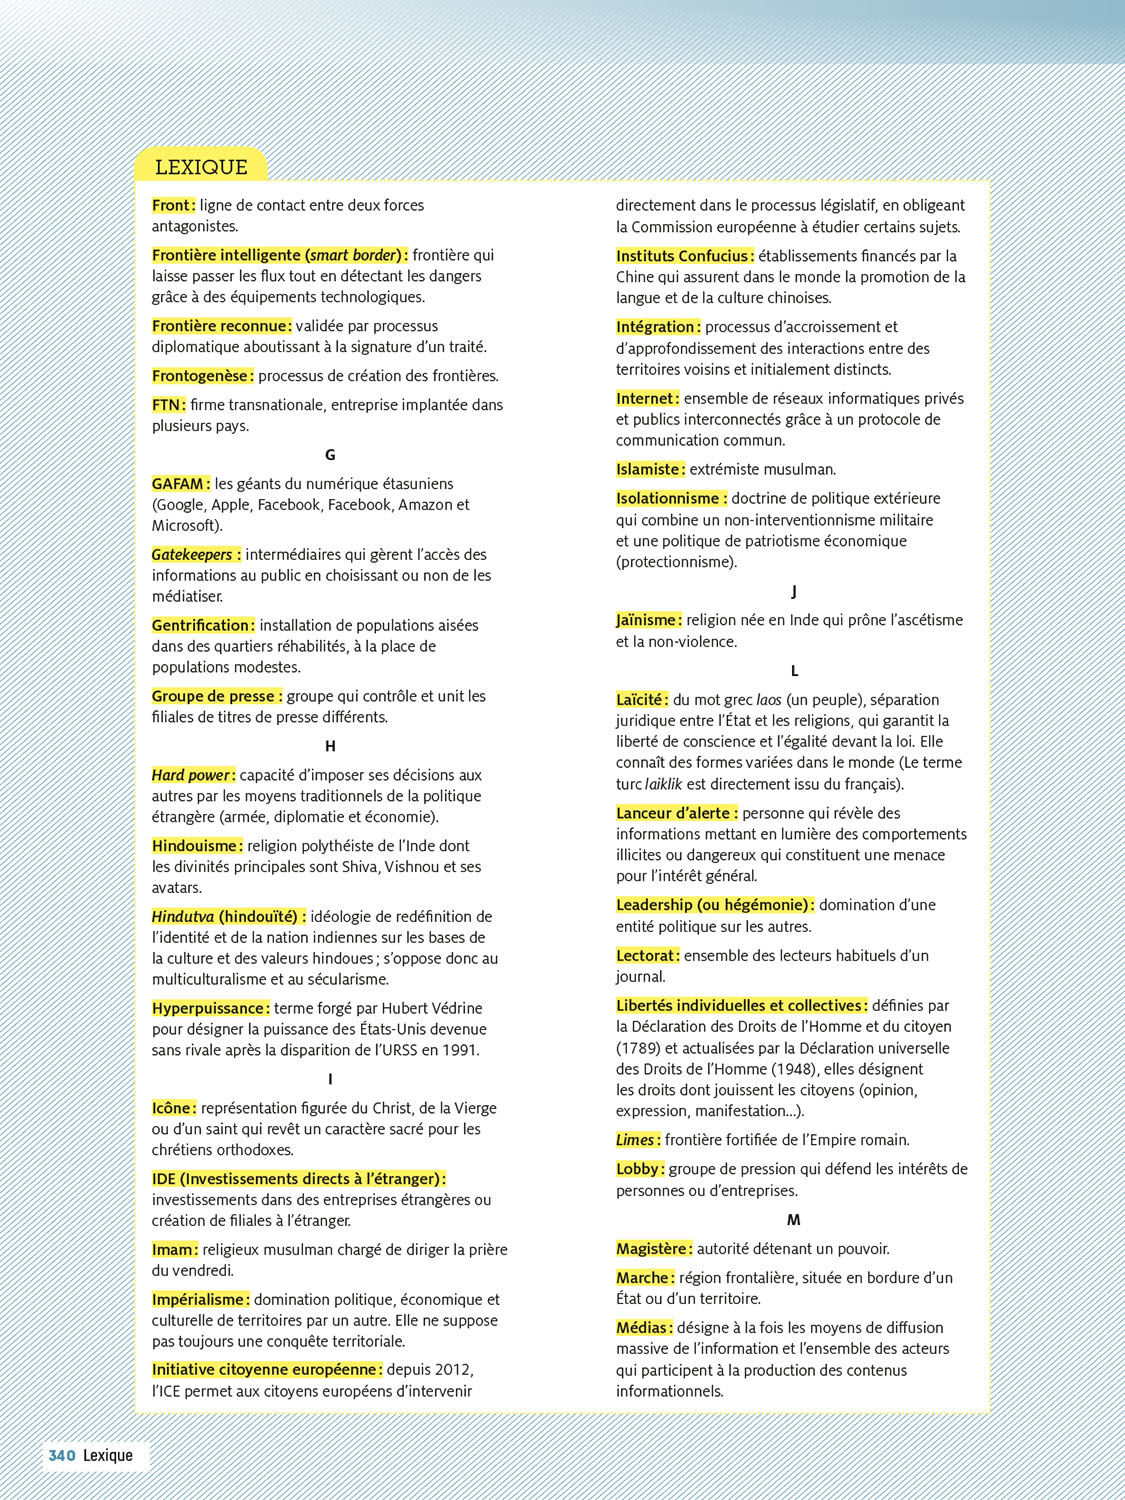 LEXIQUE
Front : ligne de contact entre deux forces
antagonistes.
Frontière intelligente (smart border) : frontière qui
laisse passer les flux tout en détectant les dangers
grâce à des équipements technologiques.
Frontière reconnue : validée par processus
diplomatique aboutissant à la signature d’un traité.
Frontogenèse : processus de création des frontières.
FTN : firme transnationale, entreprise implantée dans
plusieurs pays.
G
GAFAM : les géants du numérique étasuniens
(Google, Apple, Facebook, Facebook, Amazon et
Microsoft).
Gatekeepers : intermédiaires qui gèrent l’accès des
informations au public en choisissant ou non de les
médiatiser.
Gentrification : installation de populations aisées
dans des quartiers réhabilités, à la place de
populations modestes.
Groupe de presse : groupe qui contrôle et unit les
filiales de titres de presse différents.
H
Hard power : capacité d’imposer ses décisions aux
autres par les moyens traditionnels de la politique
étrangère (armée, diplomatie et économie).
Hindouisme : religion polythéiste de l’Inde dont
les divinités principales sont Shiva, Vishnou et ses
avatars.
Hindutva (hindouïté) : idéologie de redéfinition de
l’identité et de la nation indiennes sur les bases de
la culture et des valeurs hindoues ; s’oppose donc au
multiculturalisme et au sécularisme.
Hyperpuissance : terme forgé par Hubert Védrine
pour désigner la puissance des États-Unis devenue
sans rivale après la disparition de l’URSS en 1991.
I
Icône : représentation figurée du Christ, de la Vierge
ou d’un saint qui revêt un caractère sacré pour les
chrétiens orthodoxes.
IDE (Investissements directs à l’étranger) :
investissements dans des entreprises étrangères ou
création de filiales à l’étranger.
Imam : religieux musulman chargé de diriger la prière
du vendredi.
Impérialisme : domination politique, économique et
culturelle de territoires par un autre. Elle ne suppose
pas toujours une conquête territoriale.
Initiative citoyenne européenne : depuis 2012,
l’ICE permet aux citoyens européens d’intervenir
directement dans le processus législatif, en obligeant
la Commission européenne à étudier certains sujets.
Instituts Confucius : établissements financés par la
Chine qui assurent dans le monde la promotion de la
langue et de la culture chinoises.
Intégration : processus d’accroissement et
d’approfondissement des interactions entre des
territoires voisins et initialement distincts.
Internet : ensemble de réseaux informatiques privés
et publics interconnectés grâce à un protocole de
communication commun.
Islamiste : extrémiste musulman.
Isolationnisme : doctrine de politique extérieure
qui combine un non-interventionnisme militaire
et une politique de patriotisme économique
(protectionnisme).
J
Jaïnisme : religion née en Inde qui prône l’ascétisme
et la non-violence.
L
Laïcité : du mot grec laos (un peuple), séparation
juridique entre l’État et les religions, qui garantit la
liberté de conscience et l’égalité devant la loi. Elle
connaît des formes variées dans le monde (Le terme
turc laiklik est directement issu du français).
Lanceur d’alerte : personne qui révèle des
informations mettant en lumière des comportements
illicites ou dangereux qui constituent une menace
pour l’intérêt général.
Leadership (ou hégémonie) : domination d’une
entité politique sur les autres.
Lectorat : ensemble des lecteurs habituels d’un
journal.
Libertés individuelles et collectives : définies par
la Déclaration des Droits de l’Homme et du citoyen
(1789) et actualisées par la Déclaration universelle
des Droits de l’Homme (1948), elles désignent
les droits dont jouissent les citoyens (opinion,
expression, manifestation…).
Limes : frontière fortifiée de l’Empire romain.
Lobby : groupe de pression qui défend les intérêts de
personnes ou d’entreprises.
M
Magistère : autorité détenant un pouvoir.
Marche : région frontalière, située en bordure d’un
État ou d’un territoire.
Médias : désigne à la fois les moyens de diffusion
massive de l’information et l’ensemble des acteurs
qui participent à la production des contenus
informationnels.
340 Lexique